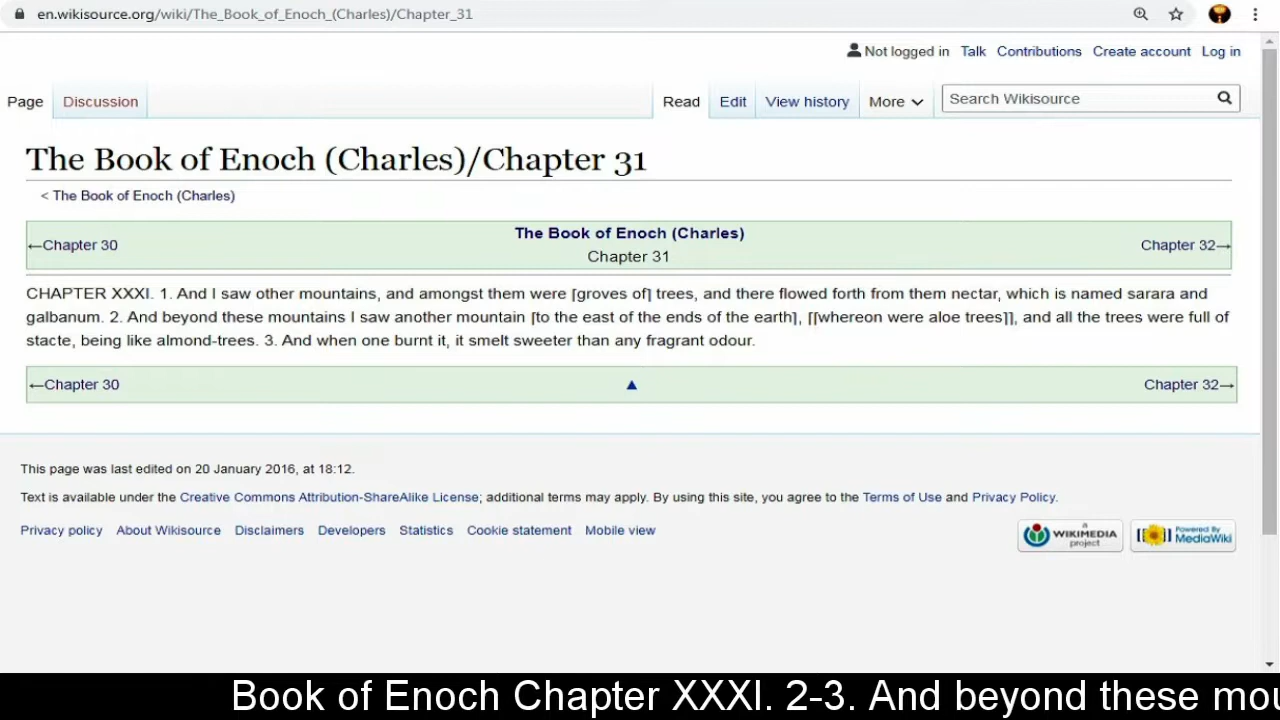 en.wikisource.org/wiki/The_Book_of_Enoch_(Charles)/Chapter_31
Not logged in Talk Contributions Create account Log in
Page Discussion Read Edit View history More Search Wikisource
The Book of Enoch (Charles)/Chapter 31
< The Book of Enoch (Charles)
The Book of Enoch (Charles)
←Chapter 30 Chapter 32→
Chapter 31
CHAPTER XXXI. 1. And I saw other mountains, and amongst them were ⌈groves of⌉ trees, and there flowed forth from them nectar, which is named sarara and
galbanum. 2. And beyond these mountains I saw another mountain ⌈to the east of the ends of the earth⌉, ⌈⌈whereon were aloe trees⌉⌉, and all the trees were full of
stacte, being like almond-trees. 3. And when one burnt it, it smelt sweeter than any fragrant odour.
←Chapter 30 ▲ Chapter 32→
This page was last edited on 20 January 2016, at 18:12.
Text is available under the Creative Commons Attribution-ShareAlike License; additional terms may apply. By using this site, you agree to the Terms of Use and Privacy Policy.
Privacy policy About Wikisource Disclaimers Developers Statistics Cookie statement Mobile view
a
WIKIMEDIA
project
Powered By
MediaWiki
Book of Enoch Chapter XXXI. 2-3. And beyond these mou